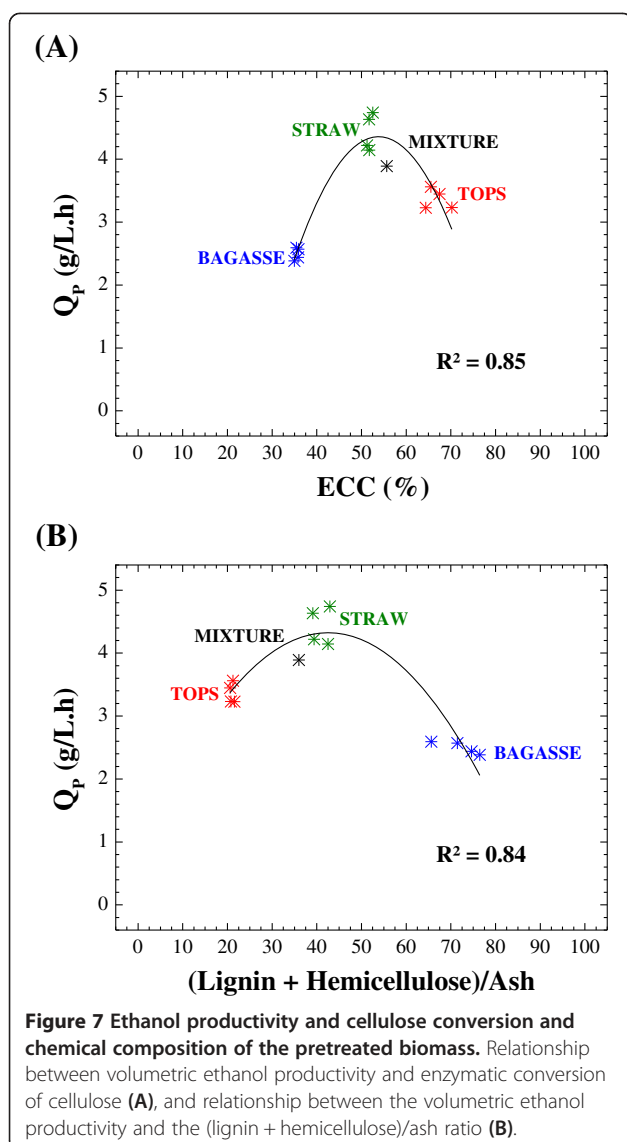 (A)
5
4
3
2
1
0
Q_P (g/L.h)
STRAW
MIXTURE
TOPS
BAGASSE
R² = 0.85
0 10 20 30 40 50 60 70 80 90 100
ECC (%)
(B)
5
4
3
2
1
0
Q_P (g/L.h)
STRAW
MIXTURE
TOPS
BAGASSE
R² = 0.84
0 10 20 30 40 50 60 70 80 90 100
(Lignin + Hemicellulose)/Ash
Figure 7 Ethanol productivity and cellulose conversion and
chemical composition of the pretreated biomass. Relationship
between volumetric ethanol productivity and enzymatic conversion
of cellulose (A), and relationship between the volumetric ethanol
productivity and the (lignin + hemicellulose)/ash ratio (B).